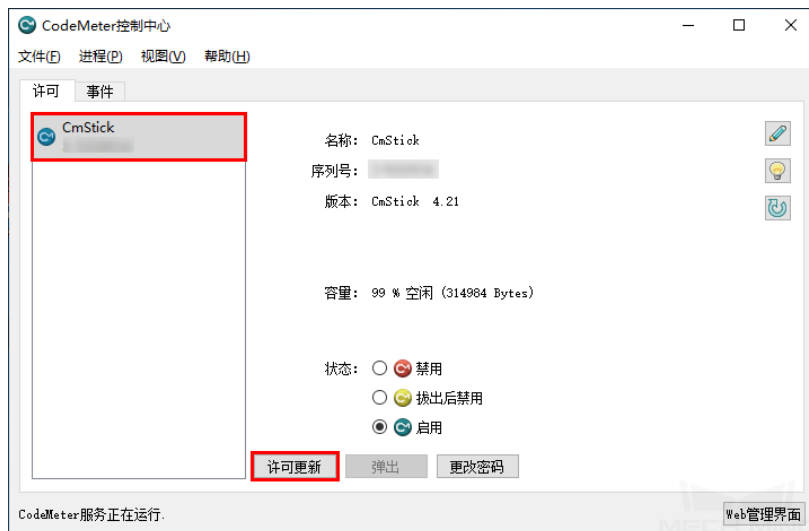 CodeMeter控制中心
文件(F) 进程(P) 视图(V) 帮助(H)
许可 事件
CmStick
名称: CmStick
序列号:
版本: CmStick 4.21
容量: 99 % 空闲 (314984 Bytes)
状态: 禁用
拔出后禁用
启用
许可更新 弹出 更改密码
CodeMeter服务正在运行. Web管理界面